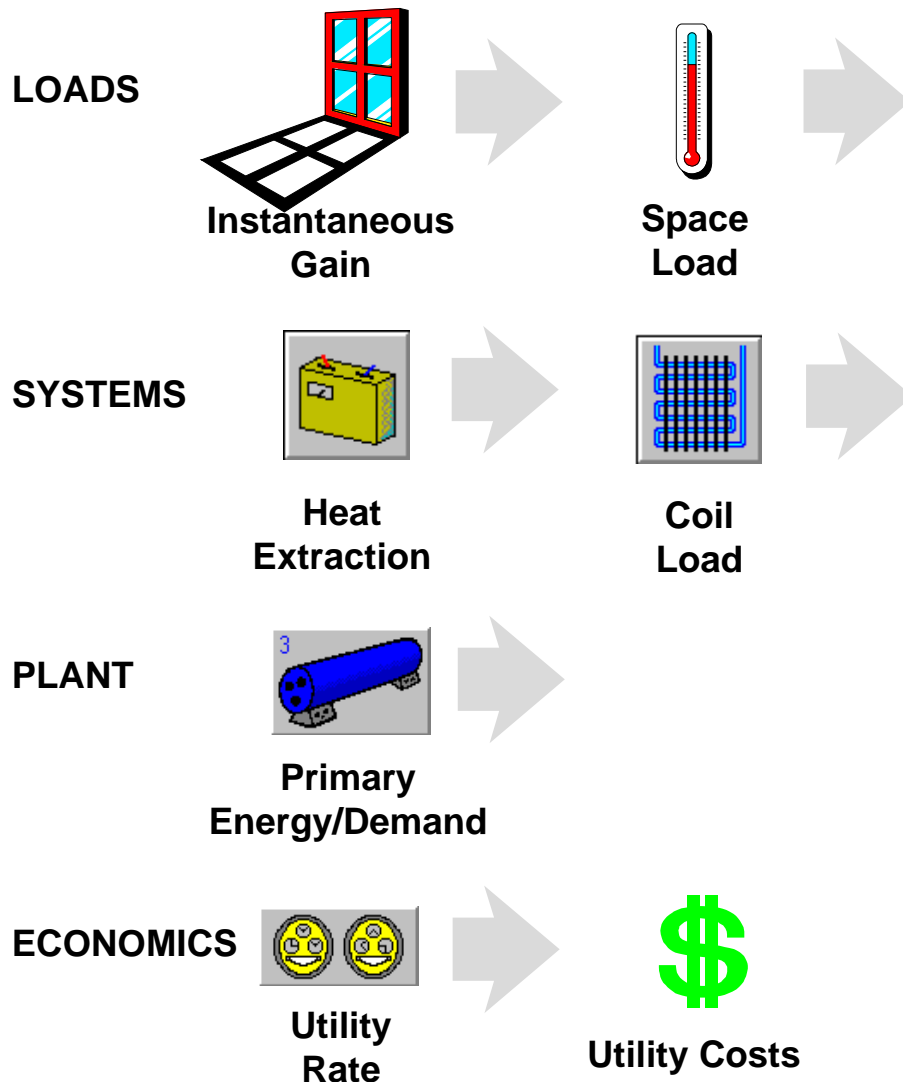 LOADS
Instantaneous
Gain
Space
Load
SYSTEMS
Heat
Extraction
Coil
Load
PLANT
3
Primary
Energy/Demand
ECONOMICS
Utility
Rate
$
Utility Costs